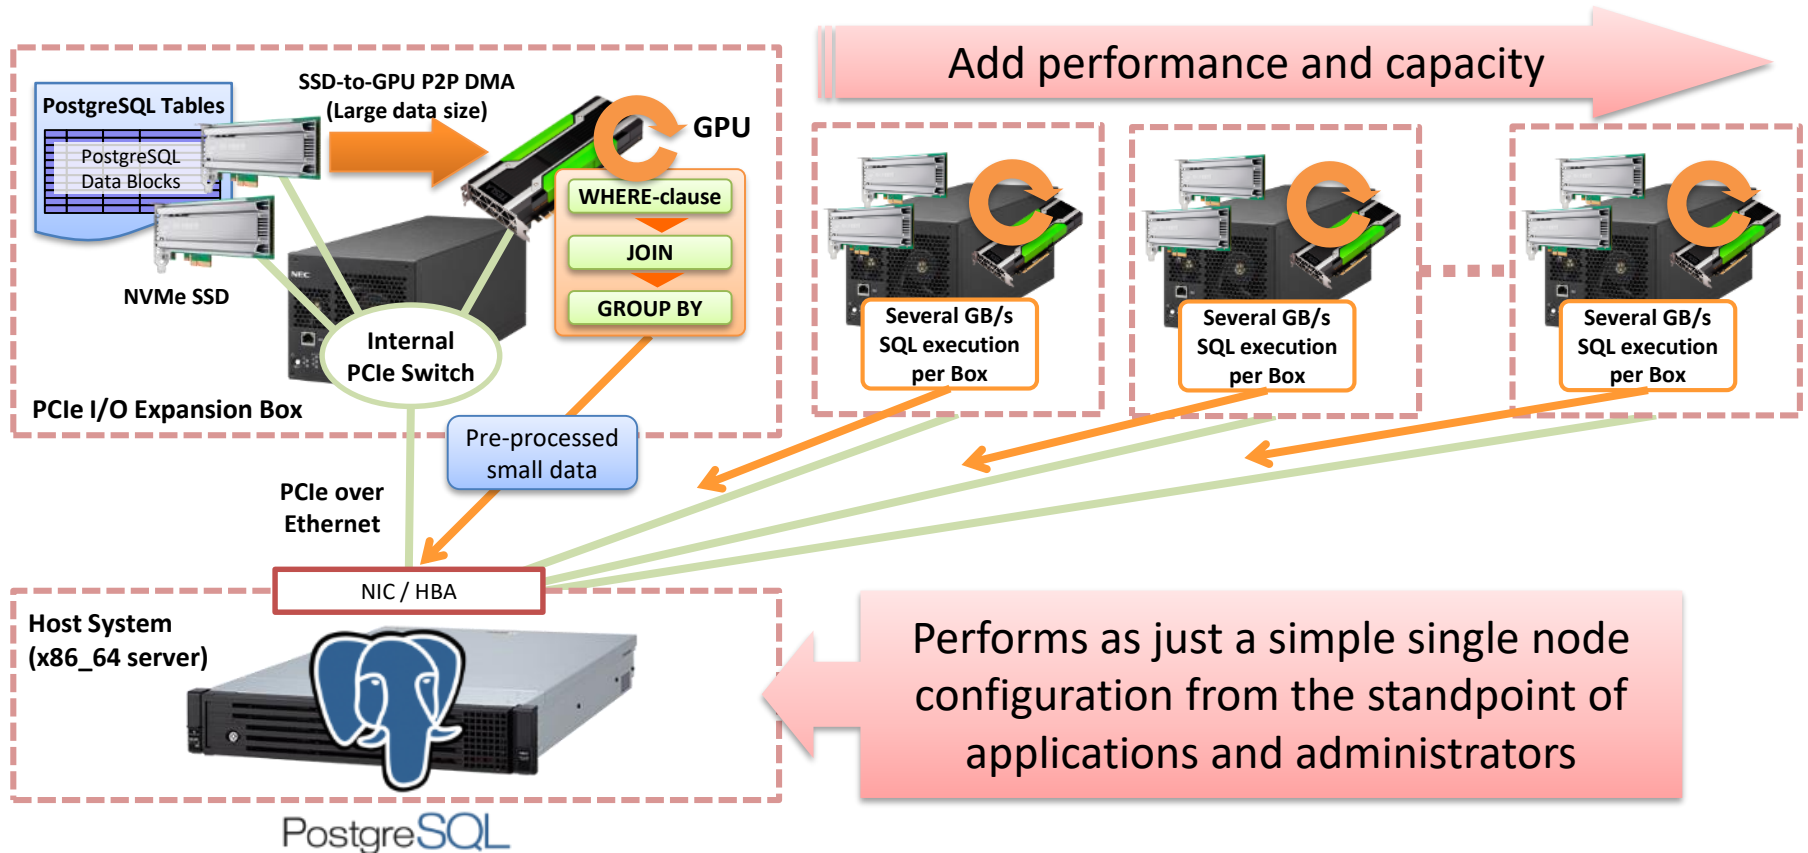 Add performance and capacity
SSD-to-GPU P2P DMA
(Large data size)
PostgreSQL Tables
PostgreSQL
Data Blocks
GPU
WHERE-clause
JOIN
GROUP BY
NVMe SSD
NEC
Internal
PCIe Switch
PCIe I/O Expansion Box
Several GB/s
SQL execution
per Box
Several GB/s
SQL execution
per Box
Several GB/s
SQL execution
per Box
Pre-processed
small data
PCIe over
Ethernet
NIC / HBA
Host System
(x86_64 server)
Performs as just a simple single node
configuration from the standpoint of
applications and administrators
PostgreSQL